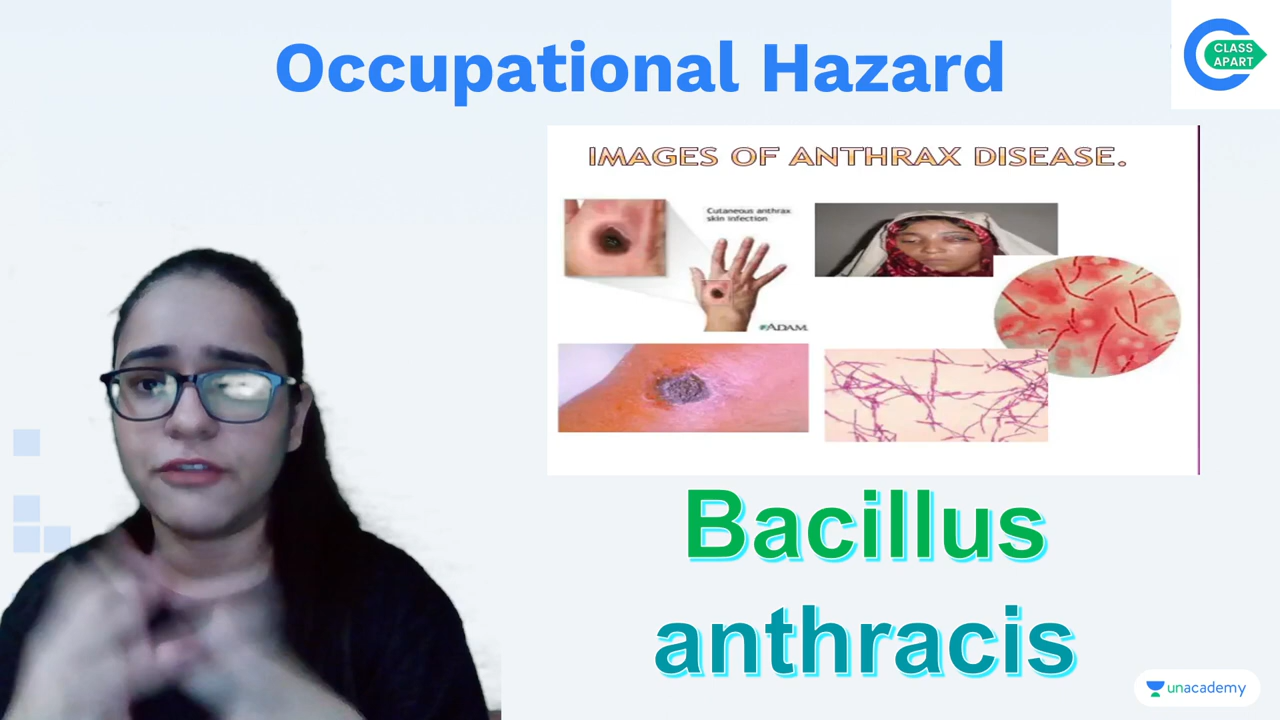 Occupational Hazard
CLASS
APART
IMAGES OF ANTHRAX DISEASE.
Cutaneous anthrax
skin infection
ADAM
Bacillus
anthracis
unacademy